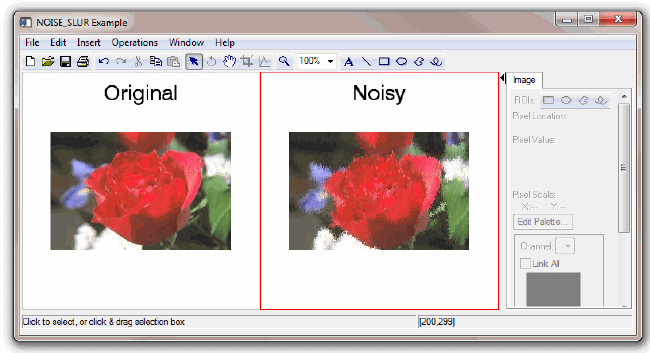 NOISE_SLUR Example
File Edit Insert Operations Window Help
100%
A
Original
Noisy
Image
ROIs:
Pixel Location:
Pixel Value:
Pixel Scale:
X:-- Y:--
Edit Palette...
Channel:
Link All
Click to select, or click & drag selection box
[200,299]